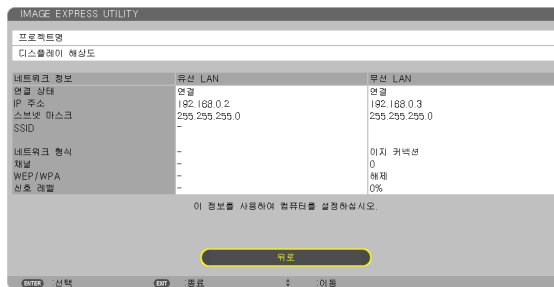 IMAGE EXPRESS UTILITY
프로젝트명
디스플레이 해상도
네트워크 정보 유선 LAN 무선 LAN
연결 상태 연결 연결
IP 주소 192.168.0.2 192.168.0.3
스브넷 마스크 255.255.255.0 255.255.255.0
SSID -
네트워크 형식 - 이지 커넥션
채널 - 0
WEP/WPA - 해제
신호 레벨 - 0%
이 정보를 사용하여 컴퓨터를 설정하십시오.
뒤로
ENTER :선택 EXIT :종료 :이동